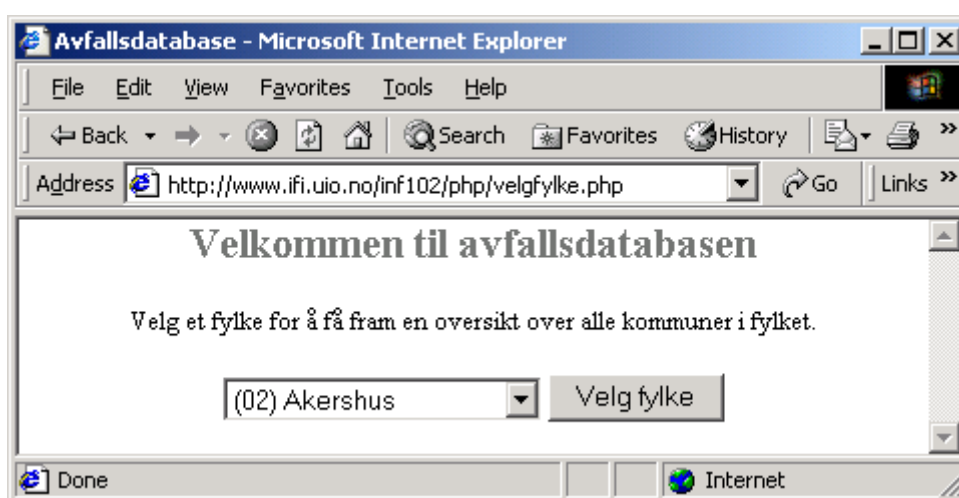 Avfallsdatabase - Microsoft Internet Explorer
File Edit View Favorites Tools Help
Back Search Favorites History »
Address http://www.ifi.uio.no/inf102/php/velgfylke.php Go Links »
Velkommen til avfallsdatabasen
Velg et fylke for å få fram en oversikt over alle kommuner i fylket.
(02) Akershus Velg fylke
Done Internet